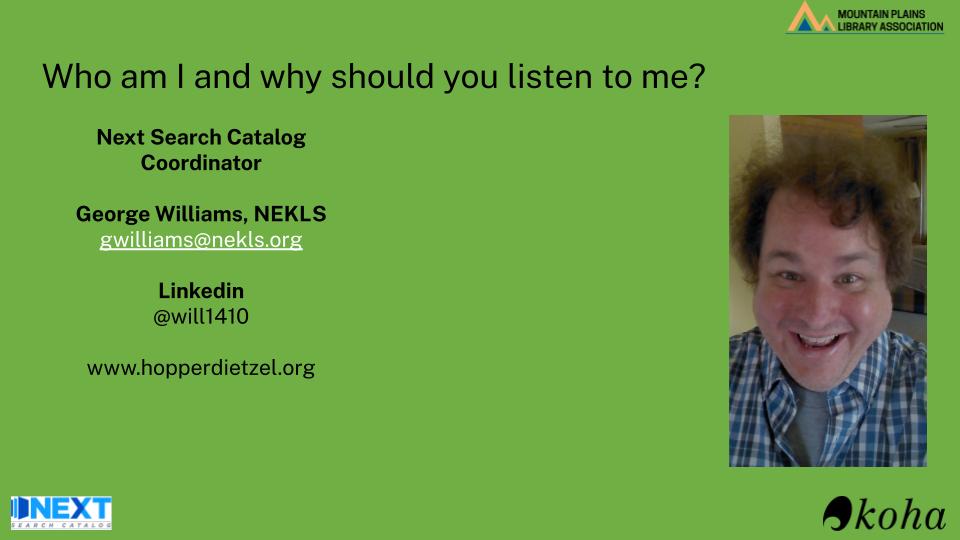 MOUNTAIN PLAINS
LIBRARY ASSOCIATION
Who am I and why should you listen to me?
Next Search Catalog
Coordinator
George Williams, NEKLS
gwilliams@nekls.org
Linkedin
@will1410
www.hopperdietzel.org
NEXT
SEARCH CATALOG
koha